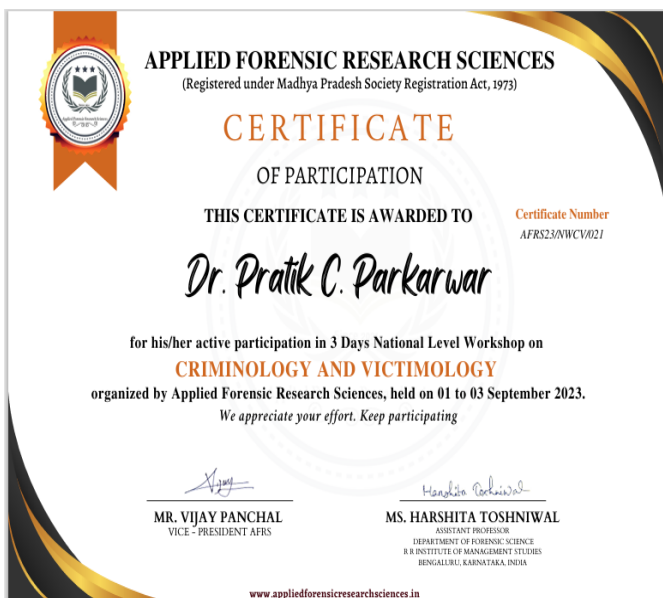 APPLIED FORENSIC RESEARCH SCIENCES
(Registered under Madhya Pradesh Society Registration Act, 1973)
Applied Forensic Research Sciences
CERTIFICATE
OF PARTICIPATION
THIS CERTIFICATE IS AWARDED TO
Certificate Number
AFRS23/NWCV/021
Dr. Pratik C. Parkarwar
for his/her active participation in 3 Days National Level Workshop on
CRIMINOLOGY AND VICTIMOLOGY
organized by Applied Forensic Research Sciences, held on 01 to 03 September 2023.
We appreciate your effort. Keep participating
Vijay
Harshita Toshniwal
MR. VIJAY PANCHAL
VICE - PRESIDENT AFRS
MS. HARSHITA TOSHNIWAL
ASSISTANT PROFESSOR
DEPARTMENT OF FORENSIC SCIENCE
R R INSTITUTE OF MANAGEMENT STUDIES
BENGALURU, KARNATAKA, INDIA
www.appliedforensicresearchsciences.in